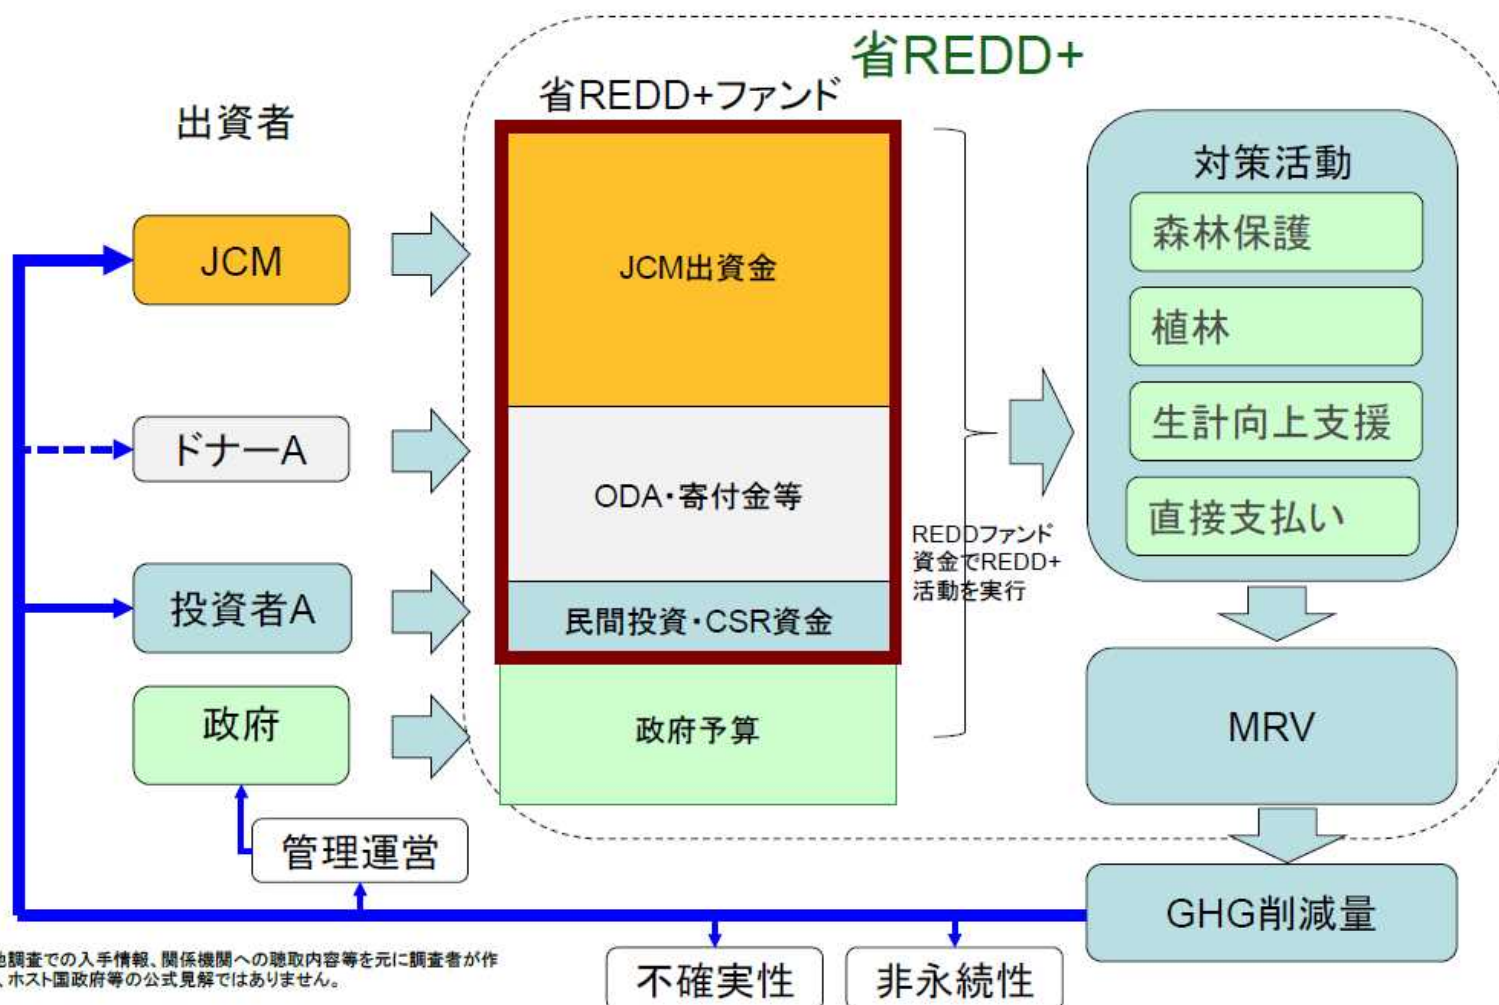 省REDD+
省REDD+ファンド
出資者
JCM
ドナーA
投資者A
政府
管理運営
JCM出資金
ODA・寄付金等
民間投資・CSR資金
政府予算
REDDファンド
資金でREDD+
活動を実行
対策活動
森林保護
植林
生計向上支援
直接支払い
MRV
GHG削減量
不確実性
非永続性
地調査での入手情報、関係機関への聴取内容等を元に調査者が作
、ホスト国政府等の公式見解ではありません。